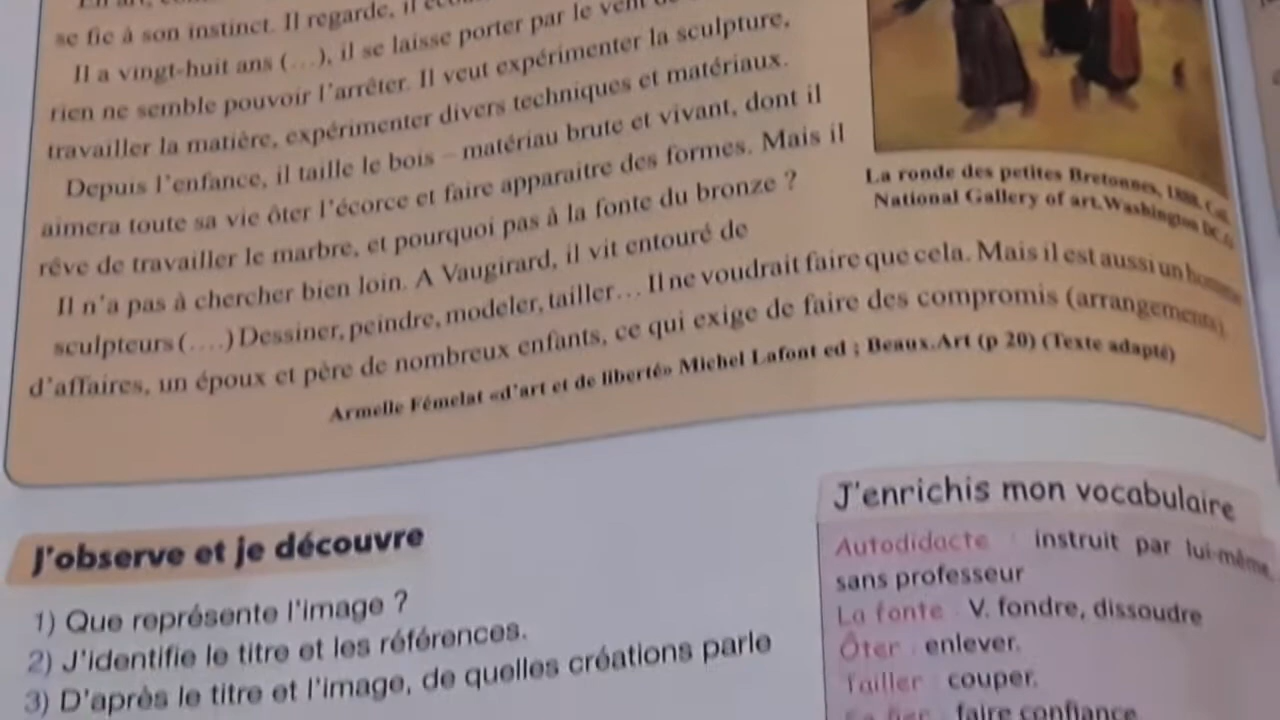 se fie à son instinct. Il regarde, il
Il a vingt-huit ans (...), il se laisse porter par le vent
rien ne semble pouvoir l'arrêter. Il veut expérimenter la sculpture,
travailler la matière, expérimenter divers techniques et matériaux.
Depuis l'enfance, il taille le bois – matériau brute et vivant, dont il
aimera toute sa vie ôter l'écorce et faire apparaitre des formes. Mais il
rêve de travailler le marbre, et pourquoi pas à la fonte du bronze ?
Il n'a pas à chercher bien loin. A Vaugirard, il vit entouré de
sculpteurs (....) Dessiner, peindre, modeler, tailler... Il ne voudrait faire que cela. Mais il est aussi un homme
d'affaires, un époux et père de nombreux enfants, ce qui exige de faire des compromis (arrangements).
Armelle Fémelat «d'art et de liberté» Michel Lafont ed ; Beaux.Art (p 20) (Texte adapté)
La ronde des petites Bretonnes, 1888,
National Gallery of art.Washington DC.
J'observe et je découvre
1) Que représente l'image ?
2) J'identifie le titre et les références.
3) D'après le titre et l'image, de quelles créations parle
J'enrichis mon vocabulaire
Autodidacte : instruit par lui-même,
sans professeur
La fonte : V. fondre, dissoudre
Ôter : enlever.
Tailler : couper.
Se fier : faire confiance